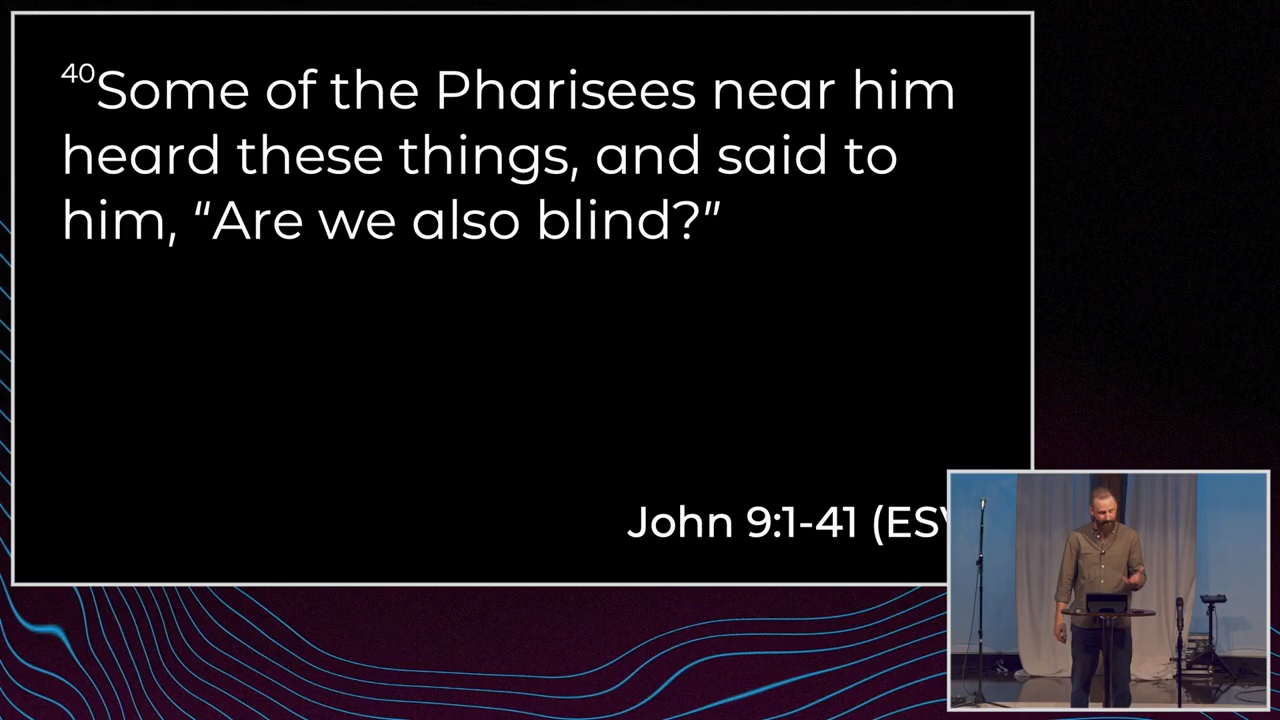 40Some of the Pharisees near him
heard these things, and said to
him, “Are we also blind?”
John 9:1-41 (ESV